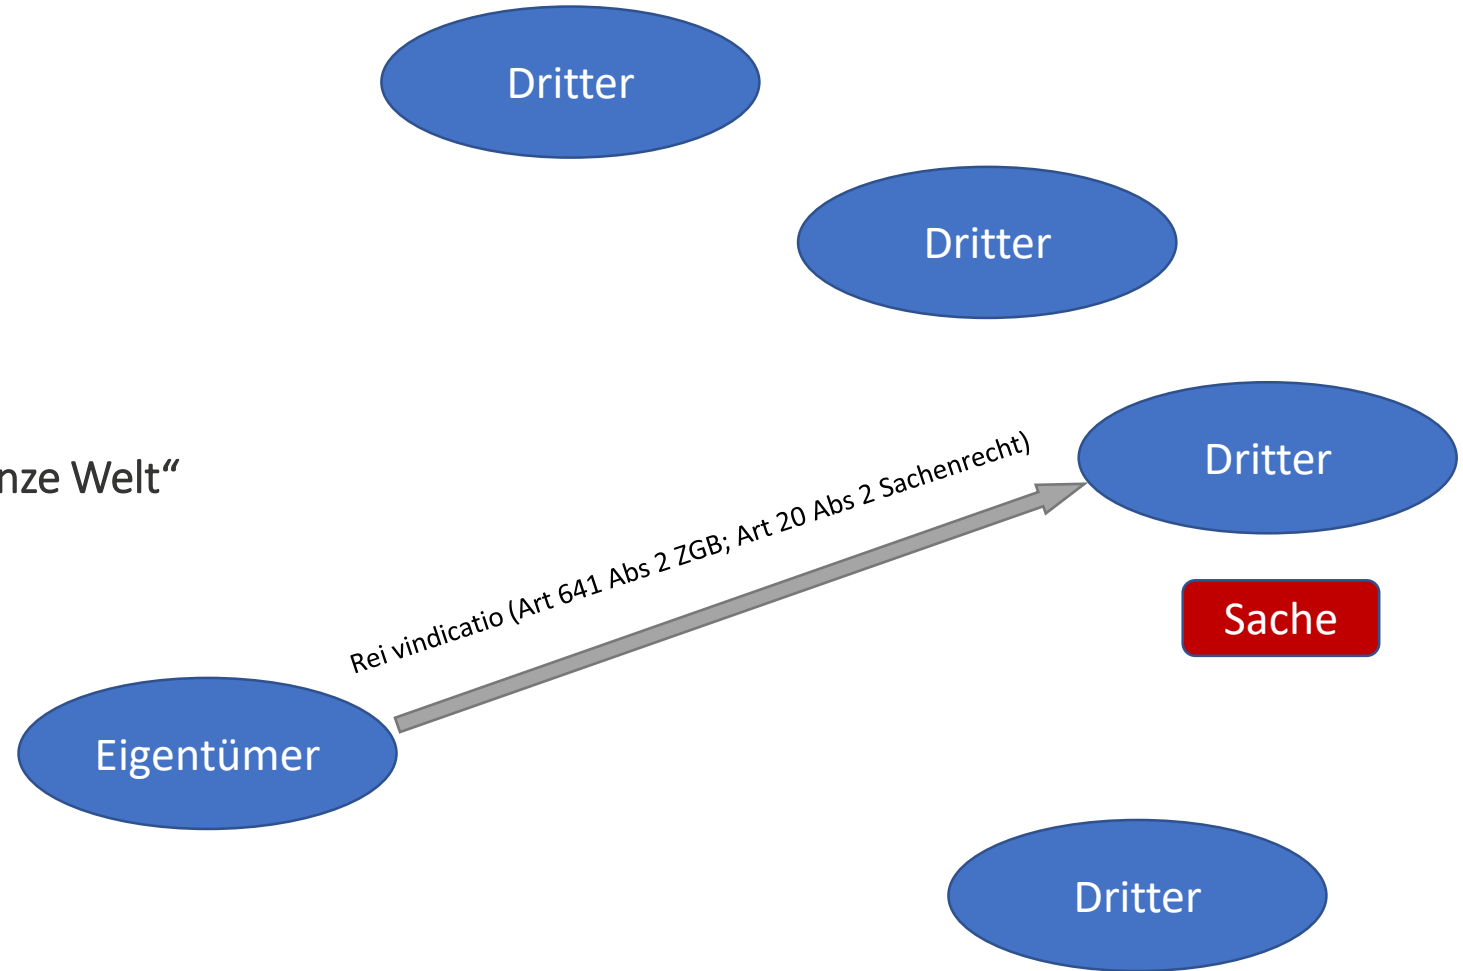 Dritter
Dritter
Dritter
nze Welt“
Rei vindicatio (Art 641 Abs 2 ZGB; Art 20 Abs 2 Sachenrecht)
Sache
Eigentümer
Dritter